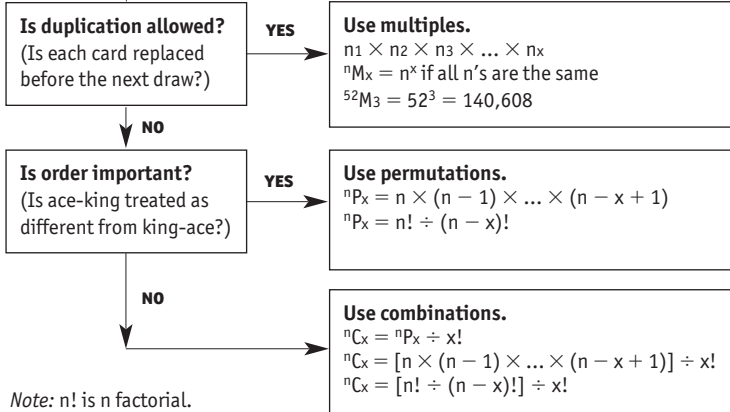 Is duplication allowed?
(Is each card replaced
before the next draw?)
YES
Use multiples.
n₁ × n₂ × n₃ × ... × nₓ
ⁿMₓ = nˣ if all n's are the same
⁵²M₃ = 52³ = 140,608
NO
Is order important?
(Is ace-king treated as
different from king-ace?)
YES
Use permutations.
ⁿPₓ = n × (n – 1) × ... × (n – x + 1)
ⁿPₓ = n! ÷ (n – x)!
NO
Use combinations.
ⁿCₓ = ⁿPₓ ÷ x!
ⁿCₓ = [n × (n – 1) × ... × (n – x + 1)] ÷ x!
ⁿCₓ = [n! ÷ (n – x)!] ÷ x!
Note: n! is n factorial.